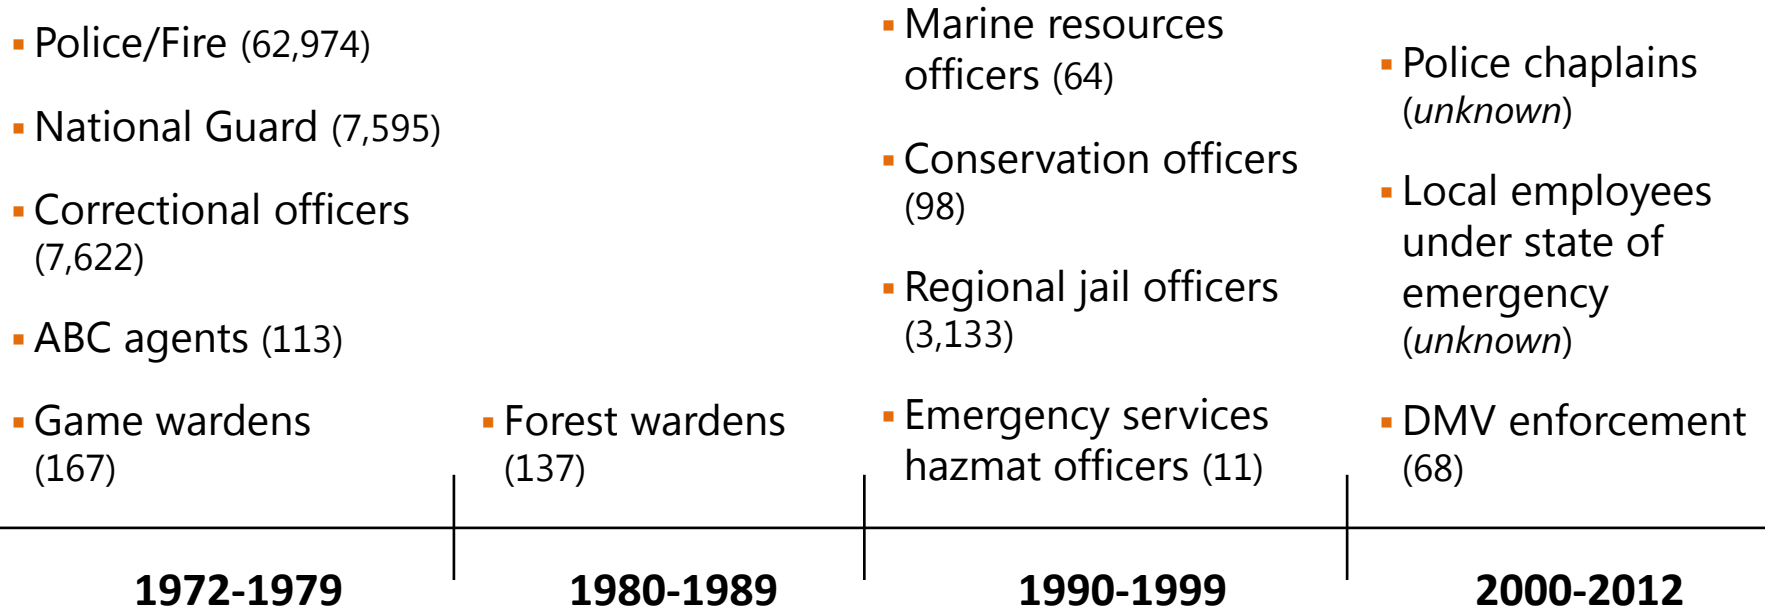 ▪ Police/Fire (62,974)
▪ National Guard (7,595)
▪ Correctional officers
(7,622)
▪ ABC agents (113)
▪ Game wardens
(167)
▪ Forest wardens
(137)
▪ Marine resources
officers (64)
▪ Conservation officers
(98)
▪ Regional jail officers
(3,133)
▪ Emergency services
hazmat officers (11)
▪ Police chaplains
(unknown)
▪ Local employees
under state of
emergency
(unknown)
▪ DMV enforcement
(68)
1972-1979
1980-1989
1990-1999
2000-2012